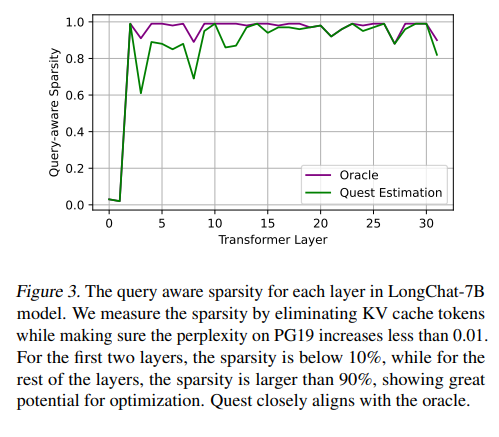 1.0
0.8
0.6
0.4
0.2
0.0
Query-aware Sparsity
Oracle
Quest Estimation
0 5 10 15 20 25 30
Transformer Layer
Figure 3. The query aware sparsity for each layer in LongChat-7B
model. We measure the sparsity by eliminating KV cache tokens
while making sure the perplexity on PG19 increases less than 0.01.
For the first two layers, the sparsity is below 10%, while for the
rest of the layers, the sparsity is larger than 90%, showing great
potential for optimization. Quest closely aligns with the oracle.